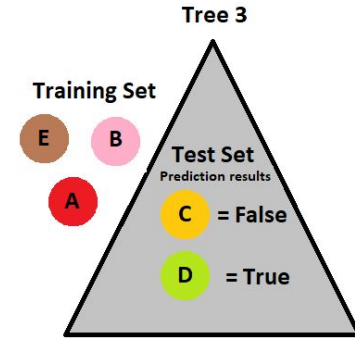 Tree 3
Training Set
E
B
A
Test Set
Prediction results
C = False
D = True